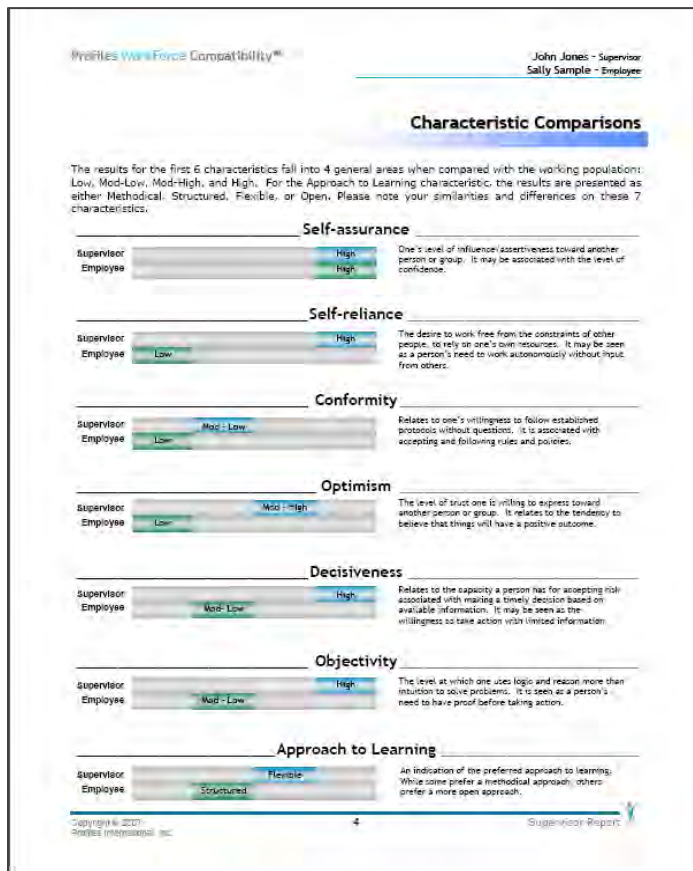 Profiles WorkForce Compatibility™
John Jones - Supervisor
Sally Sample - Employee
Characteristic Comparisons
The results for the first 6 characteristics fall into 4 general areas when compared with the working population:
Low, Mod-Low, Mod-High, and High. For the Approach to Learning characteristic, the results are presented as
either Methodical, Structured, Flexible, or Open. Please note your similarities and differences on these 7
characteristics.
Self-assurance
Supervisor High
Employee High
One's level of influence/assertiveness toward another
person or group. It may be associated with the level of
confidence.
Self-reliance
Supervisor High
Employee Low
The desire to work free from the constraints of other
people, to rely on one's own resources. It may be seen
as a person's need to work autonomously without input
from others.
Conformity
Supervisor Mod - Low
Employee Low
Relates to one's willingness to follow established
protocols without questions. It is associated with
accepting and following rules and policies.
Optimism
Supervisor Mod - High
Employee Low
The level of trust one is willing to express toward
another person or group. It relates to the tendency to
believe that things will have a positive outcome.
Decisiveness
Supervisor High
Employee Mod- Low
Relates to the capacity a person has for accepting risk
associated with making a timely decision based on
available information. It may be seen as the
willingness to take action with limited information
Objectivity
Supervisor High
Employee Mod - Low
The level at which one uses logic and reason more than
intuition to solve problems. It is seen as a person's
need to have proof before taking action.
Approach to Learning
Supervisor Flexible
Employee Structured
An indication of the preferred approach to learning.
While some prefer a methodical approach, others
prefer a more open approach.
Copyright © 2007
Profiles International, Inc.
4
Supervisor Report